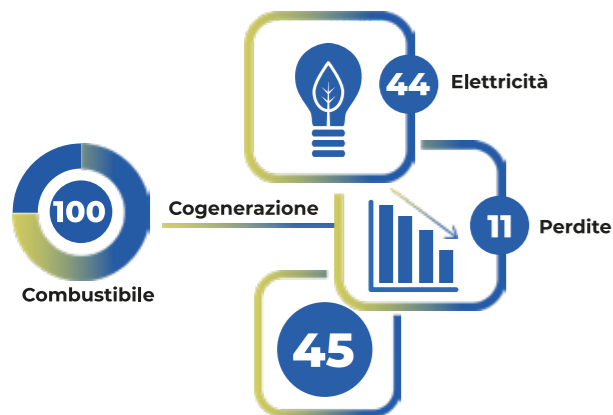 44
Elettricità
100
Cogenerazione
11
Perdite
Combustibile
45